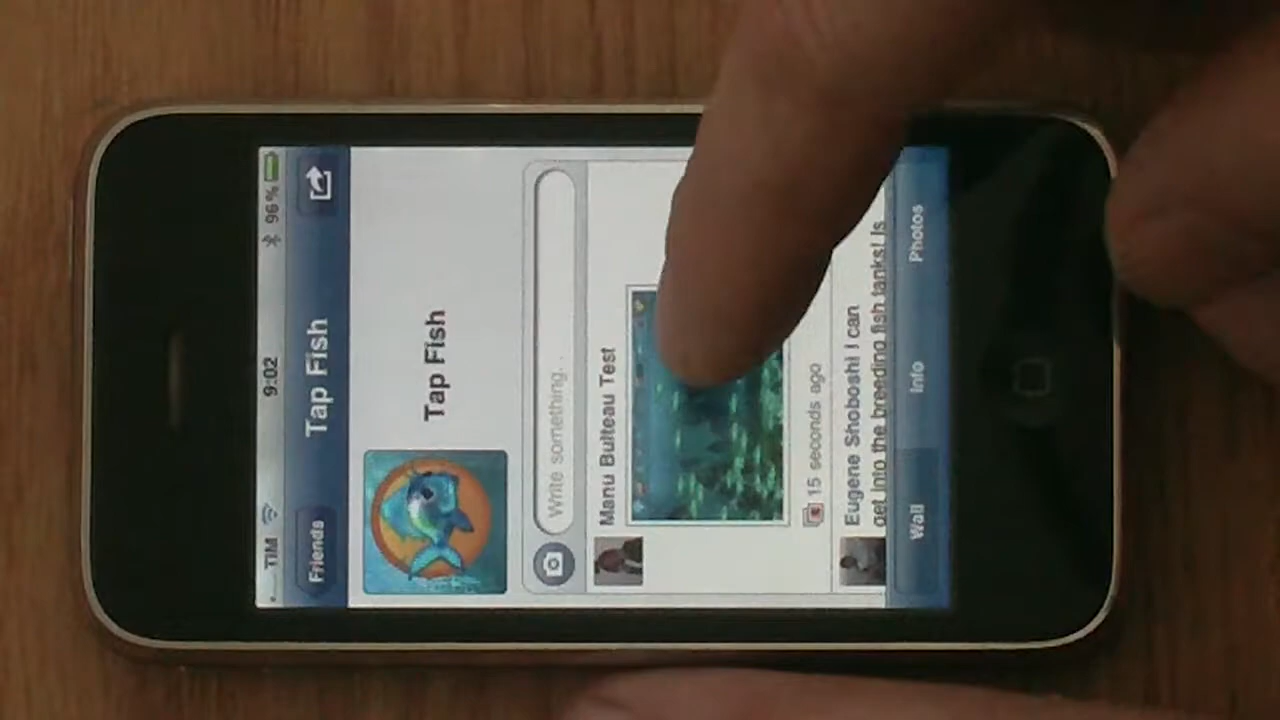 TIM 9:02 96%
Friends Tap Fish
Tap Fish
Write something...
Manu Bulteau Test
15 seconds ago
Eugene Shoboshi I can
get into the breeding fish tanks! Is
Wall Info Photos